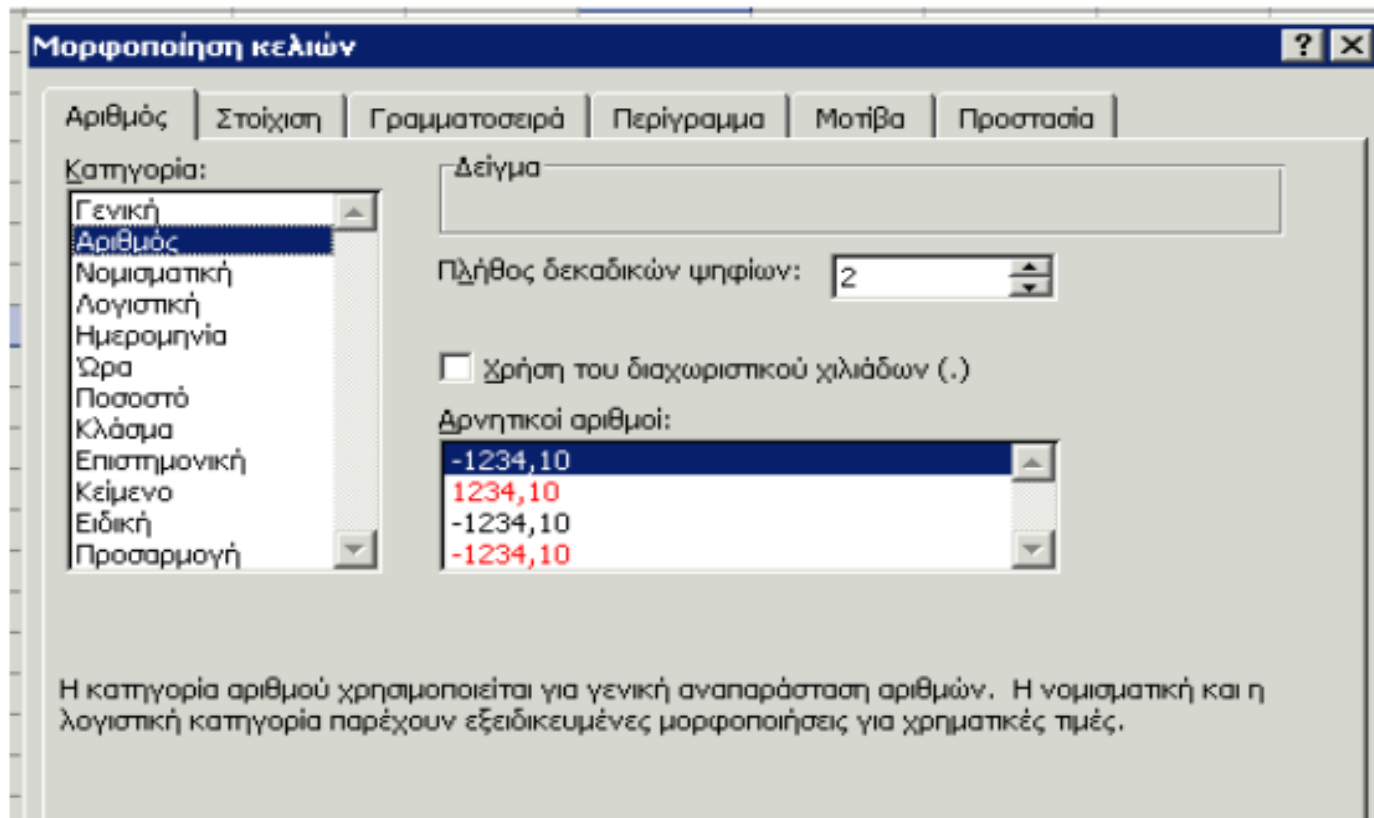 Μορφοποίηση κελιών
Αριθμός Στοίχιση Γραμματοσειρά Περίγραμμα Μοτίβα Προστασία
Κατηγορία:
Γενική
Αριθμός
Νομισματική
Λογιστική
Ημερομηνία
Ώρα
Ποσοστό
Κλάσμα
Επιστημονική
Κείμενο
Ειδική
Προσαρμογή
Δείγμα
Πλήθος δεκαδικών ψηφίων: 2
Χρήση του διαχωριστικού χιλιάδων (.)
Αρνητικοί αριθμοί:
-1234,10
1234,10
-1234,10
-1234,10
Η κατηγορία αριθμού χρησιμοποιείται για γενική αναπαράσταση αριθμών. Η νομισματική και η
λογιστική κατηγορία παρέχουν εξειδικευμένες μορφοποιήσεις για χρηματικές τιμές.